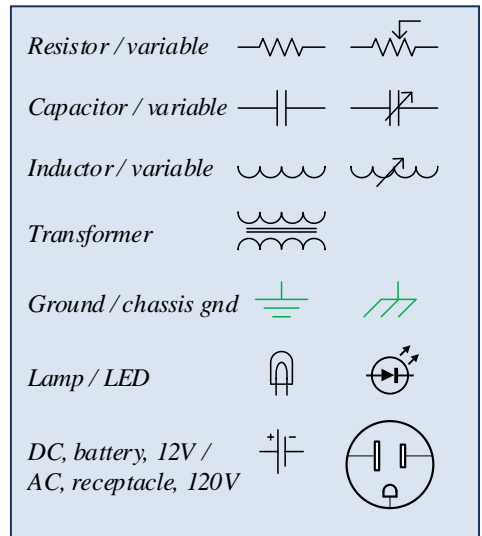 Resistor / variable
Capacitor / variable
Inductor / variable
Transformer
Ground / chassis gnd
Lamp / LED
+ -
DC, battery, 12V /
AC, receptacle, 120V